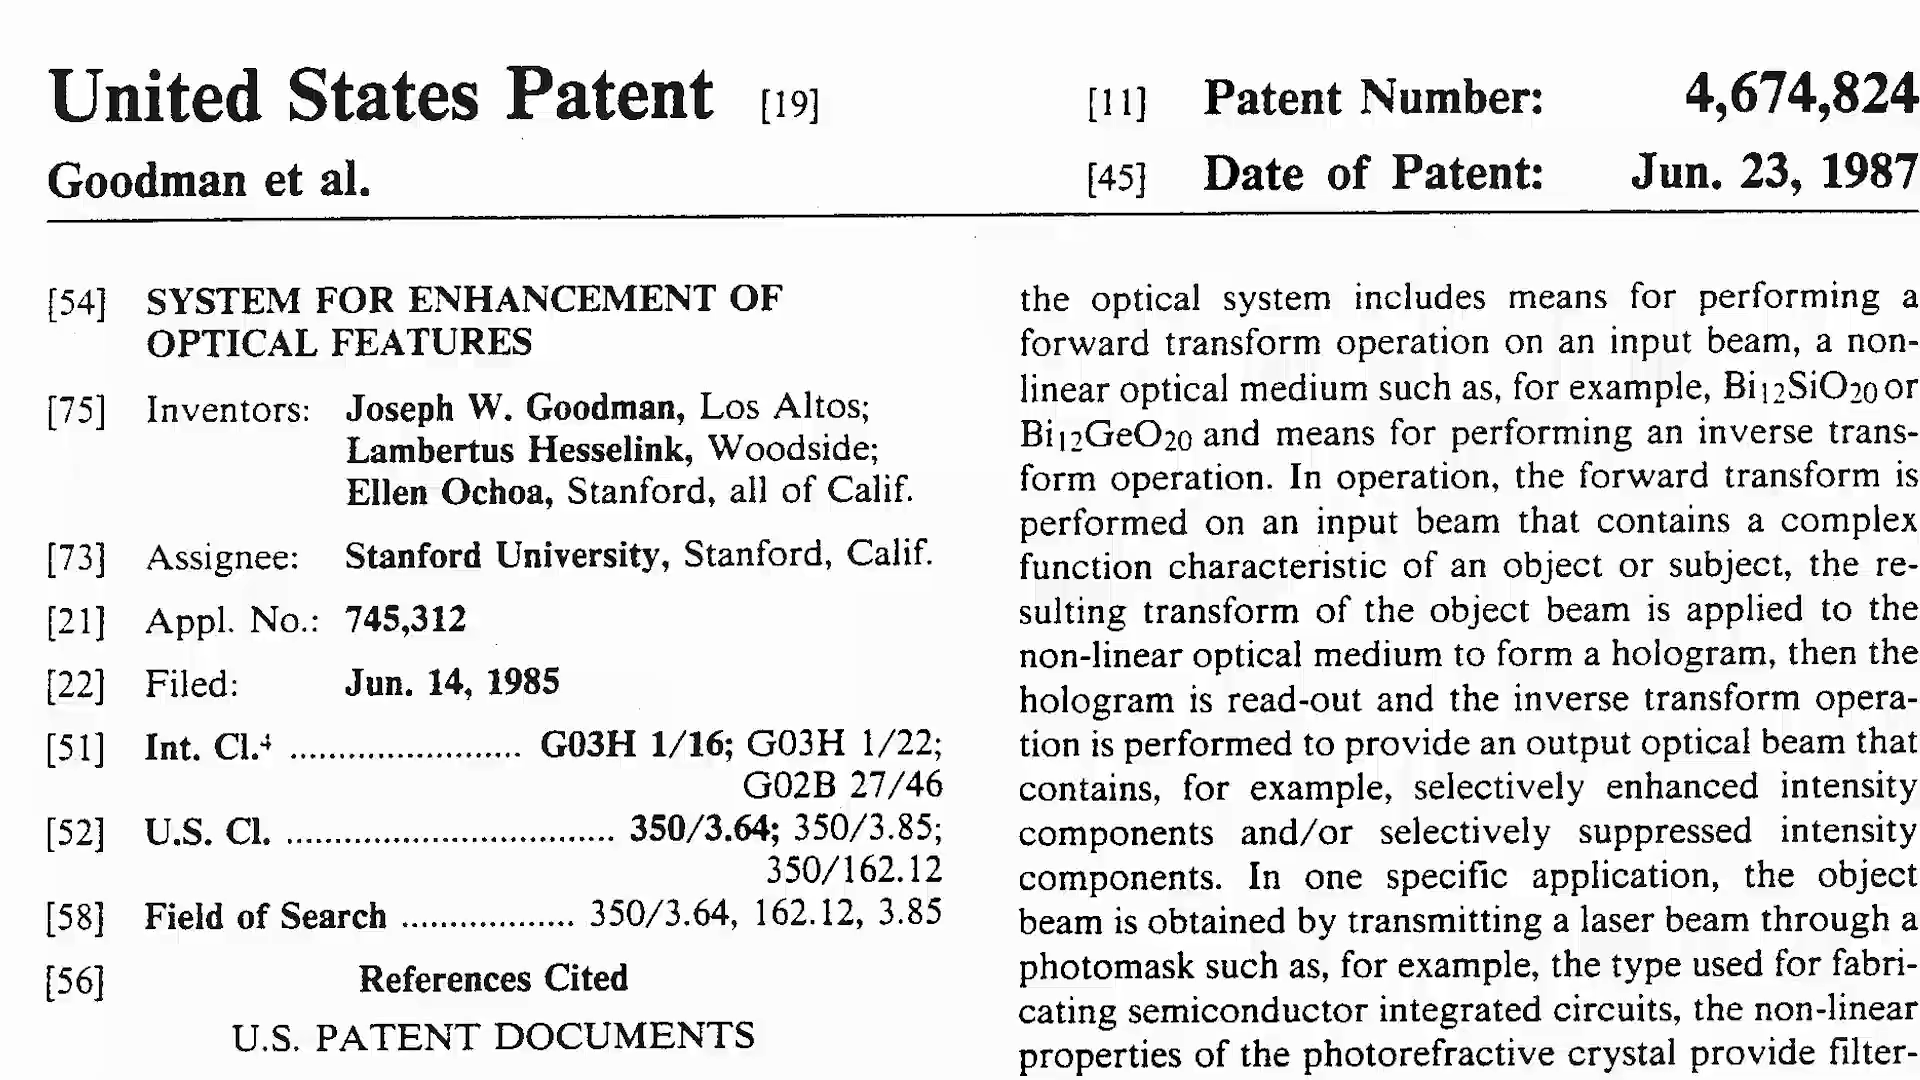 United States Patent [19]
Goodman et al.
[11] Patent Number: 4,674,824
[45] Date of Patent: Jun. 23, 1987
[54] SYSTEM FOR ENHANCEMENT OF
OPTICAL FEATURES
[75] Inventors: Joseph W. Goodman, Los Altos;
Lambertus Hesselink, Woodside;
Ellen Ochoa, Stanford, all of Calif.
[73] Assignee: Stanford University, Stanford, Calif.
[21] Appl. No.: 745,312
[22] Filed: Jun. 14, 1985
[51] Int. Cl.⁴ ........................ G03H 1/16; G03H 1/22;
G02B 27/46
[52] U.S. Cl. .................................. 350/3.64; 350/3.85;
350/162.12
[58] Field of Search .................. 350/3.64, 162.12, 3.85
[56] References Cited
U.S. PATENT DOCUMENTS
the optical system includes means for performing a
forward transform operation on an input beam, a non-
linear optical medium such as, for example, Bi₁₂SiO₂₀ or
Bi₁₂GeO₂₀ and means for performing an inverse trans-
form operation. In operation, the forward transform is
performed on an input beam that contains a complex
function characteristic of an object or subject, the re-
sulting transform of the object beam is applied to the
non-linear optical medium to form a hologram, then the
hologram is read-out and the inverse transform opera-
tion is performed to provide an output optical beam that
contains, for example, selectively enhanced intensity
components and/or selectively suppressed intensity
components. In one specific application, the object
beam is obtained by transmitting a laser beam through a
photomask such as, for example, the type used for fabri-
cating semiconductor integrated circuits, the non-linear
properties of the photorefractive crystal provide filter-